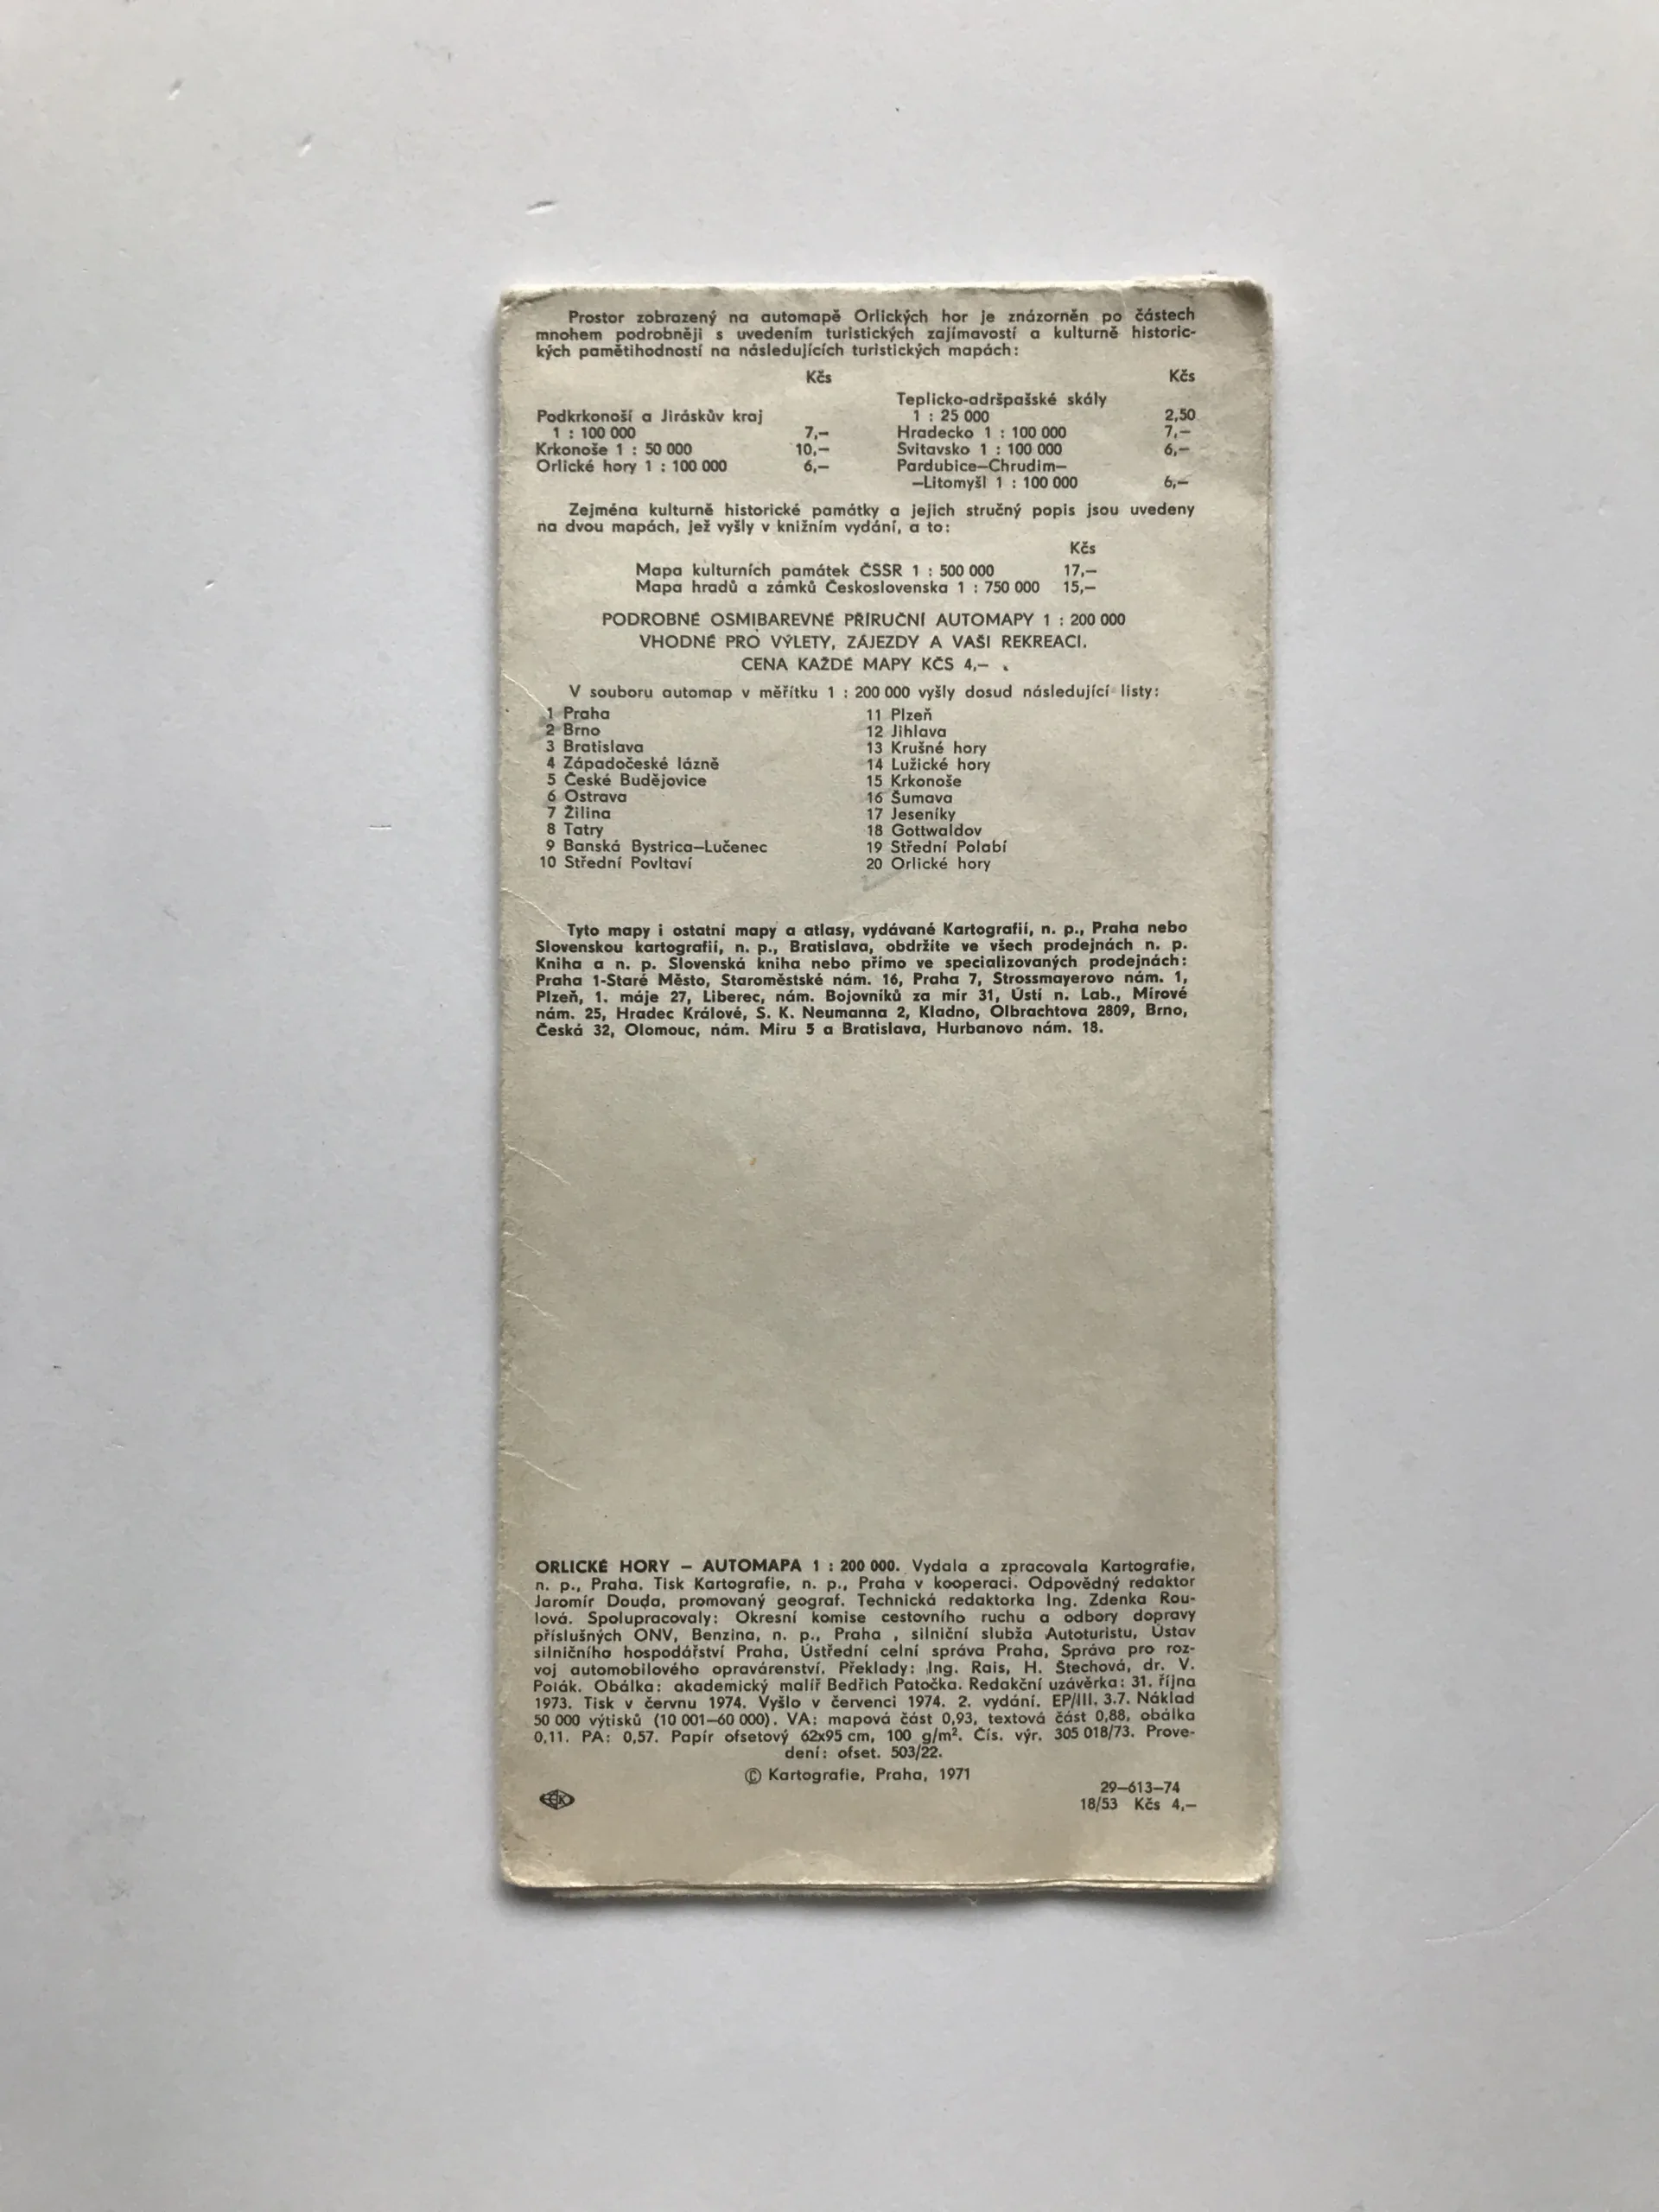 Prostor zobrazený na automapě Orlických hor je znázorněn po částech
mnohem podrobněji s uvedením turistických zajímavostí a kulturně historic-
kých pamětihodností na následujících turistických mapách:
Kčs
Podkrkonoší a Jiráskův kraj
1 : 100 000 7,–
Krkonoše 1 : 50 000 10,–
Orlické hory 1 : 100 000 6,–
Kčs
Teplicko-adršpašské skály
1 : 25 000 2,50
Hradecko 1 : 100 000 7,–
Svitavsko 1 : 100 000 6,–
Pardubice–Chrudim–
–Litomyšl 1 : 100 000 6,–
Zejména kulturně historické památky a jejich stručný popis jsou uvedeny
na dvou mapách, jež vyšly v knižním vydání, a to:
Kčs
Mapa kulturních památek ČSSR 1 : 500 000 17,–
Mapa hradů a zámků Československa 1 : 750 000 15,–
PODROBNÉ OSMIBAREVNÉ PŘÍRUČNÍ AUTOMAPY 1 : 200 000
VHODNÉ PRO VÝLETY, ZÁJEZDY A VAŠI REKREACI.
CENA KAŽDÉ MAPY KČS 4,–
V souboru automap v měřítku 1 : 200 000 vyšly dosud následující listy:
1 Praha
2 Brno
3 Bratislava
4 Západočeské lázně
5 České Budějovice
6 Ostrava
7 Žilina
8 Tatry
9 Banská Bystrica–Lučenec
10 Střední Povltaví
11 Plzeň
12 Jihlava
13 Krušné hory
14 Lužické hory
15 Krkonoše
16 Šumava
17 Jeseníky
18 Gottwaldov
19 Střední Polabí
20 Orlické hory
Tyto mapy i ostatní mapy a atlasy, vydávané Kartografií, n. p., Praha nebo
Slovenskou kartografií, n. p., Bratislava, obdržíte ve všech prodejnách n. p.
Kniha a n. p. Slovenská kniha nebo přímo ve specializovaných prodejnách:
Praha 1-Staré Město, Staroměstské nám. 16, Praha 7, Strossmayerovo nám. 1,
Plzeň, 1. máje 27, Liberec, nám. Bojovníků za mír 31, Ústí n. Lab., Mírové
nám. 25, Hradec Králové, S. K. Neumanna 2, Kladno, Olbrachtova 2809, Brno,
Česká 32, Olomouc, nám. Míru 5 a Bratislava, Hurbanovo nám. 18.
ORLICKÉ HORY – AUTOMAPA 1 : 200 000. Vydala a zpracovala Kartografie,
n. p., Praha. Tisk Kartografie, n. p., Praha v kooperaci. Odpovědný redaktor
Jaromír Douda, promovaný geograf. Technická redaktorka Ing. Zdenka Rou-
lová. Spolupracovaly: Okresní komise cestovního ruchu a odbory dopravy
příslušných ONV, Benzina, n. p., Praha , silniční slubža Autoturistu, Ústav
silničního hospodářství Praha, Ústřední celní správa Praha, Správa pro roz-
voj automobilového opravárenství. Překlady: Ing. Rais, H. Štechová, dr. V.
Polák. Obálka: akademický malíř Bedřich Patočka. Redakční uzávěrka: 31. října
1973. Tisk v červnu 1974. Vyšlo v červenci 1974. 2. vydání. EP/III. 3.7. Náklad
50 000 výtisků (10 001–60 000). VA: mapová část 0,93, textová část 0,88, obálka
0,11. PA: 0,57. Papír ofsetový 62x95 cm, 100 g/m². Čís. výr. 305 018/73. Prove-
dení: ofset. 503/22.
© Kartografie, Praha, 1971
29–613–74
18/53 Kčs 4,–